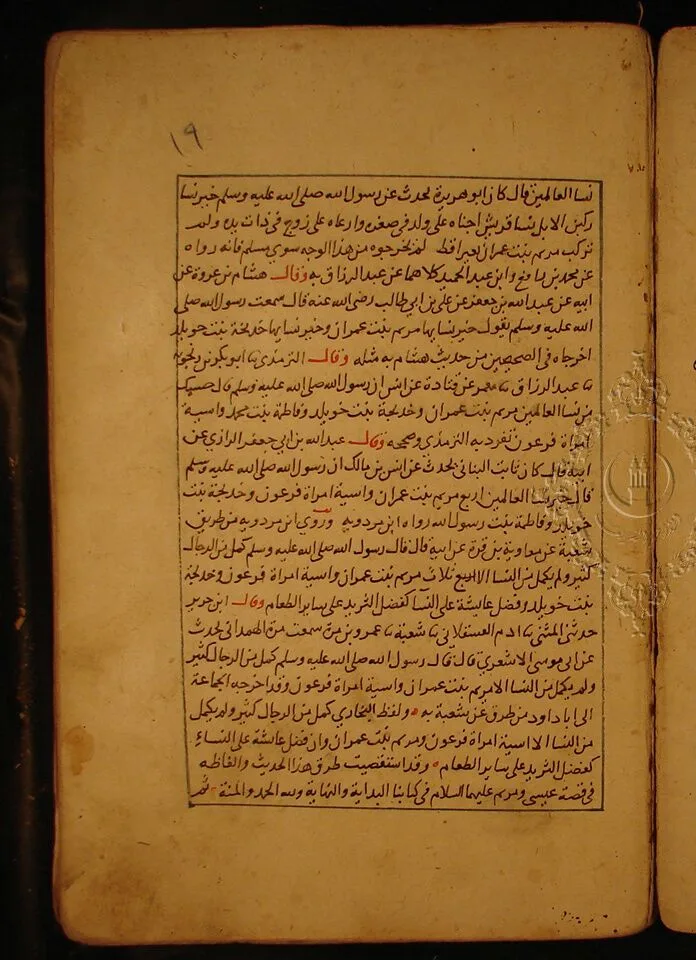 ١٩
نسا العالمين قال كان ابو هريرة يحدث عن رسول الله صلى الله عليه وسلم خير نسا
ركبن الابل نسا قريش احناه على ولد في صغره وارعاه على زوج في ذات يده ولم
تركب مريم بنت عمران بعيرا قط لم يخرجوه من هذا الوجه سوي مسلم فانه رواه
عن محمد بن رافع وابن عبد الحميد كلاهما عن عبد الرزاق به وقال هشام بن عروة عن
ابيه عن عبد الله بن جعفر عن علي بن ابي طالب رضي الله عنه قال سمعت رسول الله صلى
الله عليه وسلم يقول خير نسايها مريم بنت عمران وخير نسايها خديجة بنت خويلد
اخرجاه في الصحيحين من حديث هشام به مثله وقال الترمذي ثنا ابو بكر بن زنجويه
ثنا عبد الرزاق ثنا معمر عن قتادة عن انس ان رسول الله صلى الله عليه وسلم قال حسبك
من نسا العالمين مريم بنت عمران وخديجة بنت خويلد وفاطمة بنت محمد واسية
امراة فرعون تفرد به الترمذي وصححه وقال عبد الله بن ابي جعفر الرازي عن
ابيه قال كان ثابت البناني يحدث عن انس بن مالك ان رسول الله صلى الله عليه وسلم
قال خير نسا العالمين اربع مريم بنت عمران واسية امراة فرعون وخديجة بنت
خويلد وفاطمة بنت رسول الله رواه ابن مردويه وروي ابن مردويه من طريق
شعبة عن معاوية بن قرة عن ابيه قال قال رسول الله صلى الله عليه وسلم كمل من الرجال
كثير ولم يكمل من النسا الا ثلاث مريم بنت عمران واسية امراة فرعون وخديجة
بنت خويلد وفضل عايشة على النسا كفضل الثريد على ساير الطعام وقال ابن جرير
حدثني المثنى ثنا ادم العسقلاني ثنا شعبة ثنا عمرو بن مرة سمعت مرة الهمداني يحدث
عن ابي موسى الاشعري قال قال رسول الله صلى الله عليه وسلم كمل من الرجال كثير
ولم يكمل من النسا الا مريم بنت عمران واسية امراة فرعون وقد اخرجه الجماعة
الى ابا داود من طرق عن شعبة به ولفظ البخاري كمل من الرجال كثير ولم يكمل
من النسا الا اسية امراة فرعون ومريم بنت عمران وان فضل عايشة على النساء
كفضل الثريد على ساير الطعام وقد استقصيت طرق هذا الحديث والفاظه
في قصة عيسى ومريم عليهما السلام في كتابنا البداية والنهاية ولله الحمد والمنة ثم